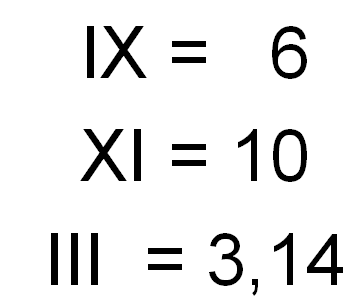 IX = 6
XI = 10
III = 3,14